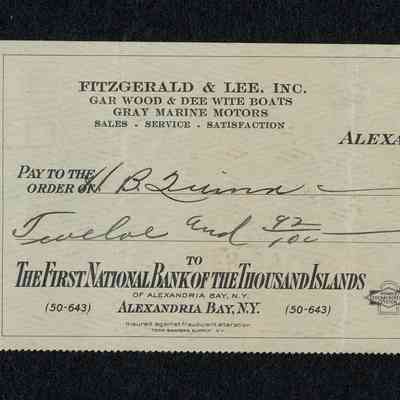 FITZGERALD & LEE, INC.
GAR WOOD & DEE WITE BOATS
GRAY MARINE MOTORS
SALES - SERVICE - SATISFACTION
ALEXA
PAY TO THE
ORDER OF H B. Quinn
Twelve and 92/100
TO
THE FIRST NATIONAL BANK OF THE THOUSAND ISLANDS
OF ALEXANDRIA BAY, N.Y.
(50-643) ALEXANDRIA BAY, N.Y. (50-643)
Insured against fraudulent alteration